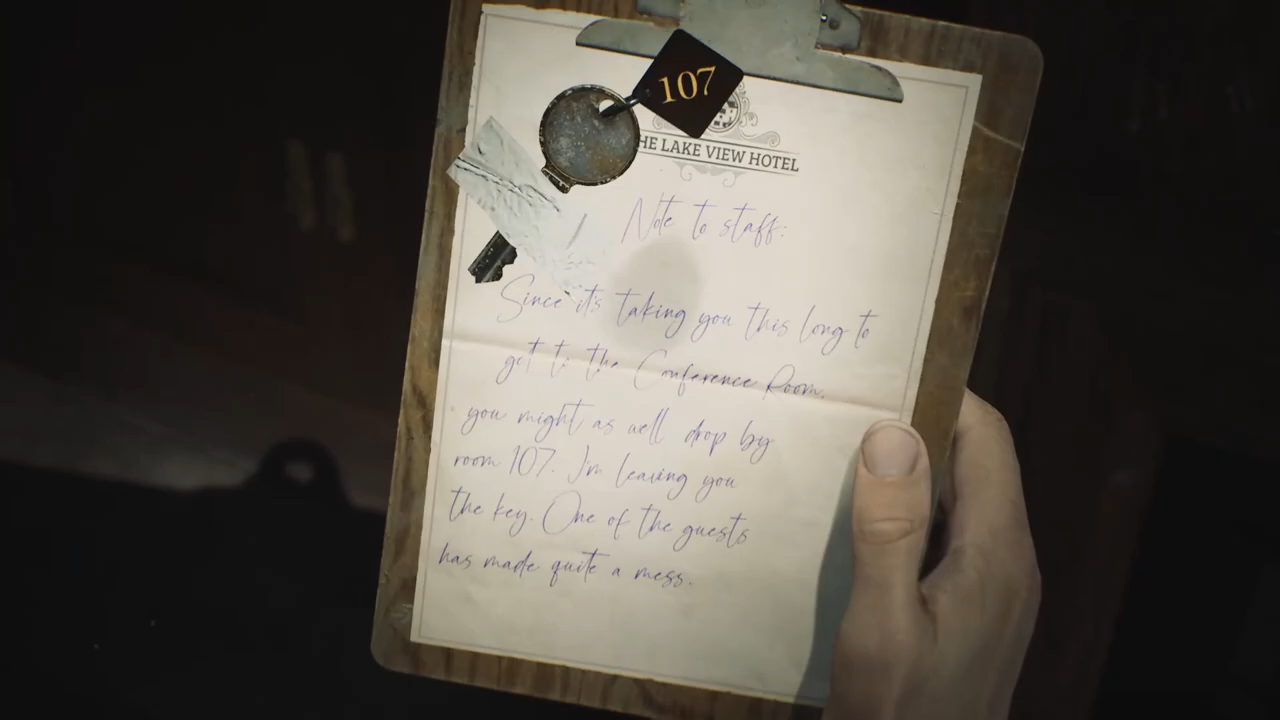 107
HE LAKE VIEW HOTEL
Note to staff:
Since it's taking you this long to
get to the Conference Room,
you might as well drop by
room 107. I'm leaving you
the key. One of the guests
has made quite a mess.